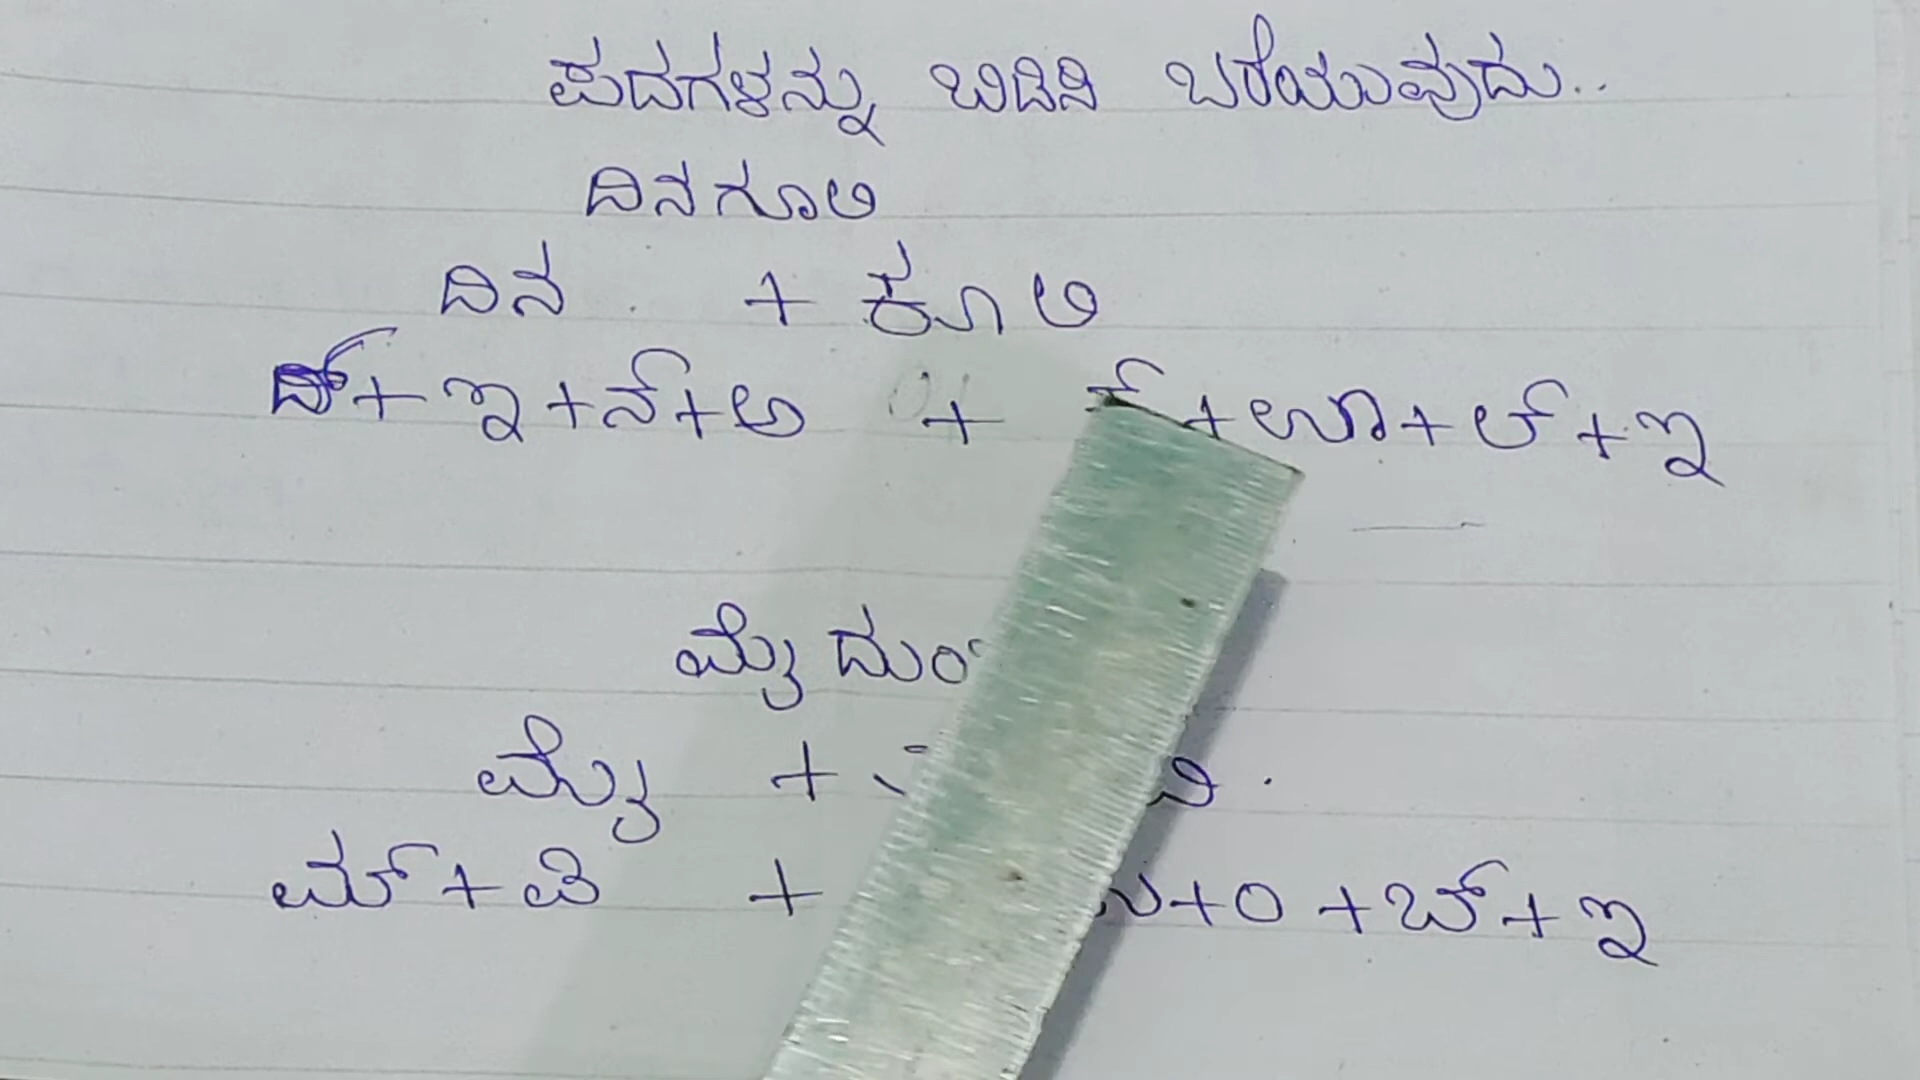 ಪದಗಳನ್ನು ಬಿಡಿಸಿ ಬರೆಯುವುದು..
ದಿನಗೂಲಿ
ದಿನ + ಕೂಲಿ
ದ್+ಇ+ನ್+ಅ + ಕ್+ಊ+ಲ್+ಇ
ಮೈ
ಮೈ +
ಮ್+ಐ + +ಂ+ಬ್+ಇ